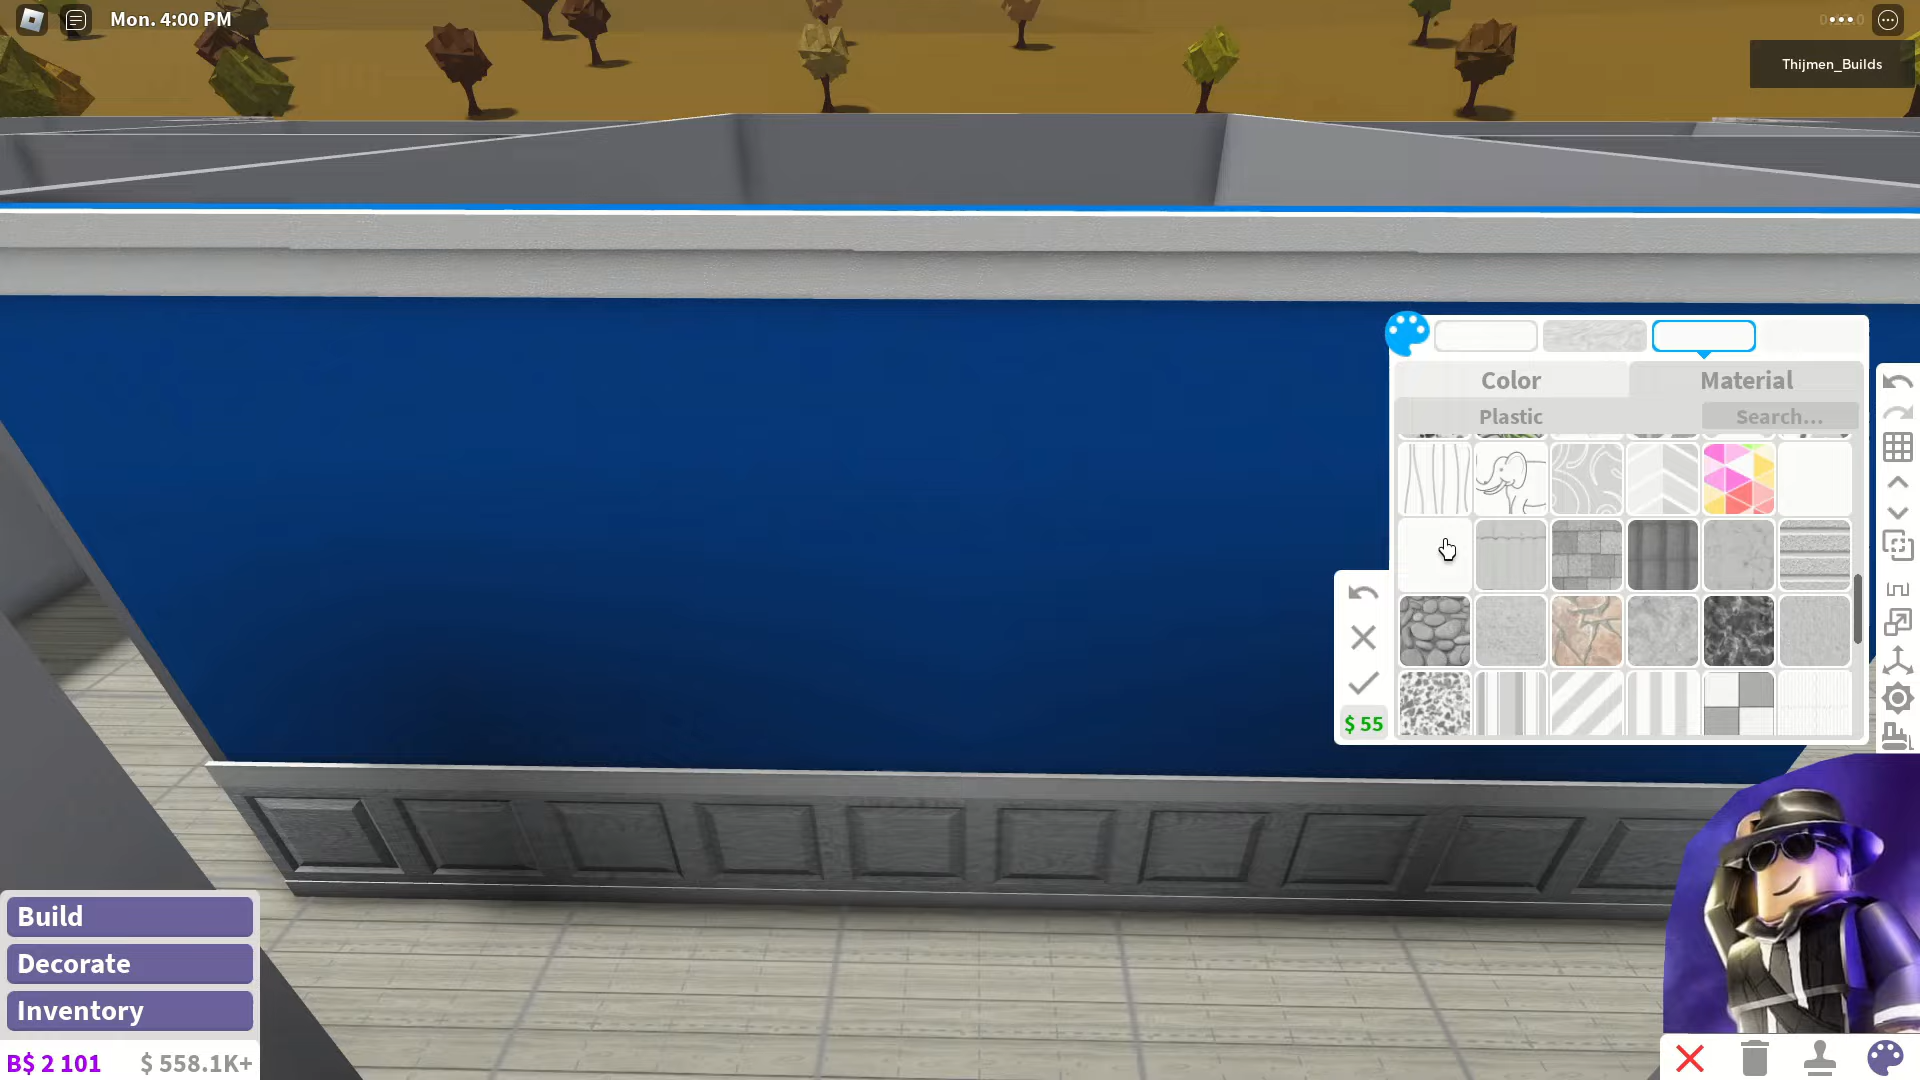 Mon. 4:00 PM
Thijmen_Builds
Color
Material
Plastic
Search...
$ 55
Build
Decorate
Inventory
B$ 2 101
$ 558.1K+